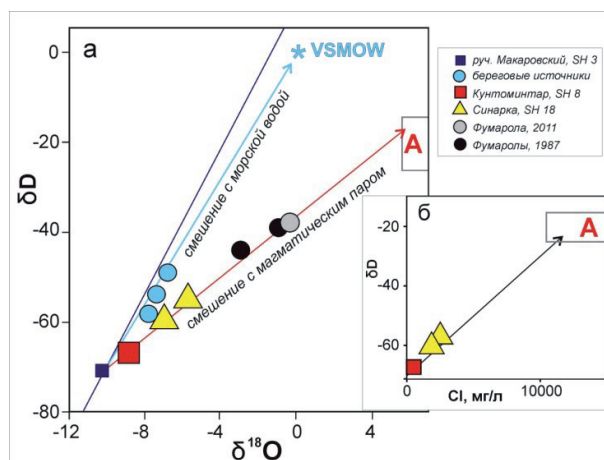 а
VSMOW
A
смешение с морской водой
смешение с магматическим паром
0
-20
-40
-60
-80
δD
-12
-8
-4
0
4
δ¹⁸O
руч. Макаровский, SH 3
береговые источники
Кунтоминтар, SH 8
Синарка, SH 18
Фумарола, 2011
Фумаролы, 1987
б
A
-20
-60
δD
0
10000
Cl, мг/л